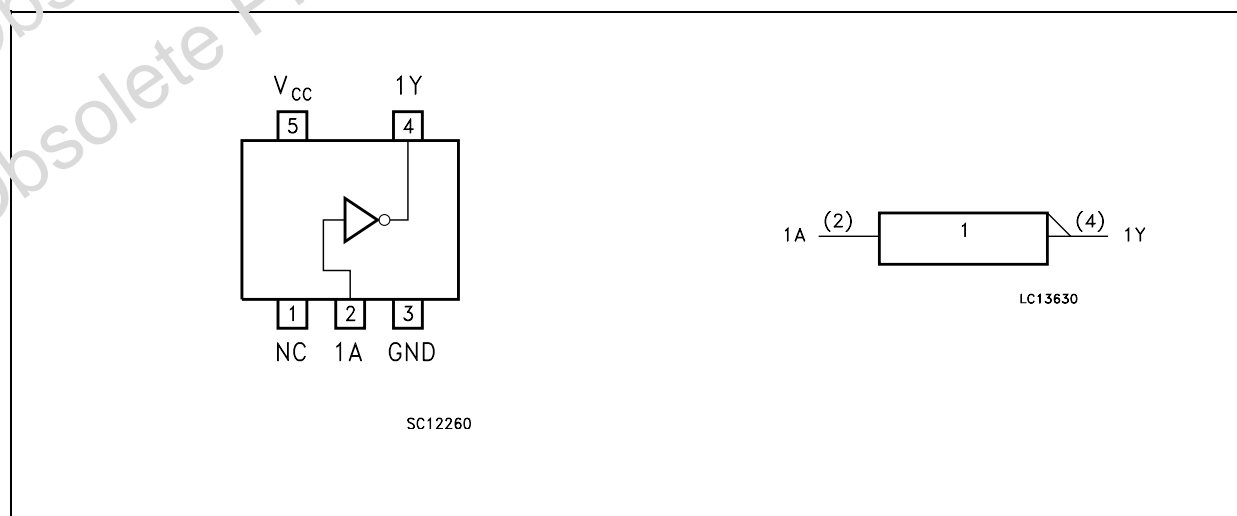 V CC 1Y
5 4
1 2 3
NC 1A GND
SC12260
1A (2) 1 (4) 1Y
LC13630
obsolete